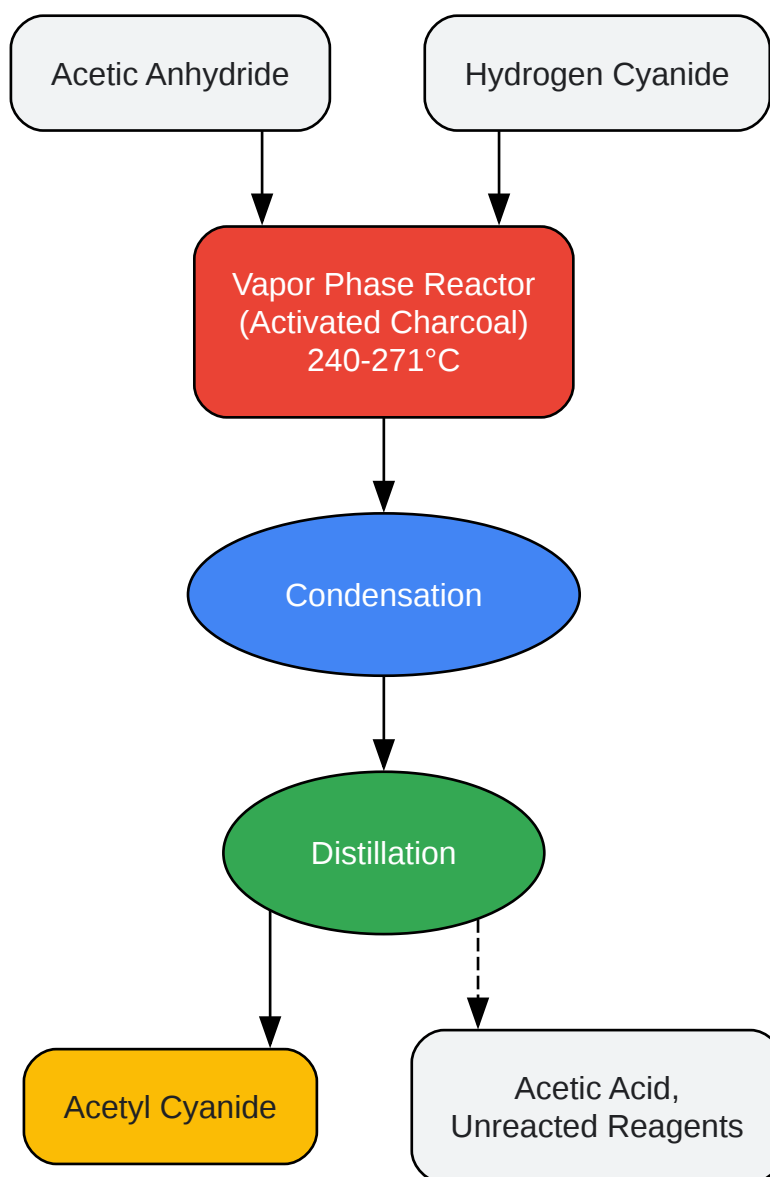 Acetic Anhydride
Hydrogen Cyanide
Vapor Phase Reactor
(Activated Charcoal)
240-271°C
Condensation
Distillation
Acetyl Cyanide
Acetic Acid,
Unreacted Reagents